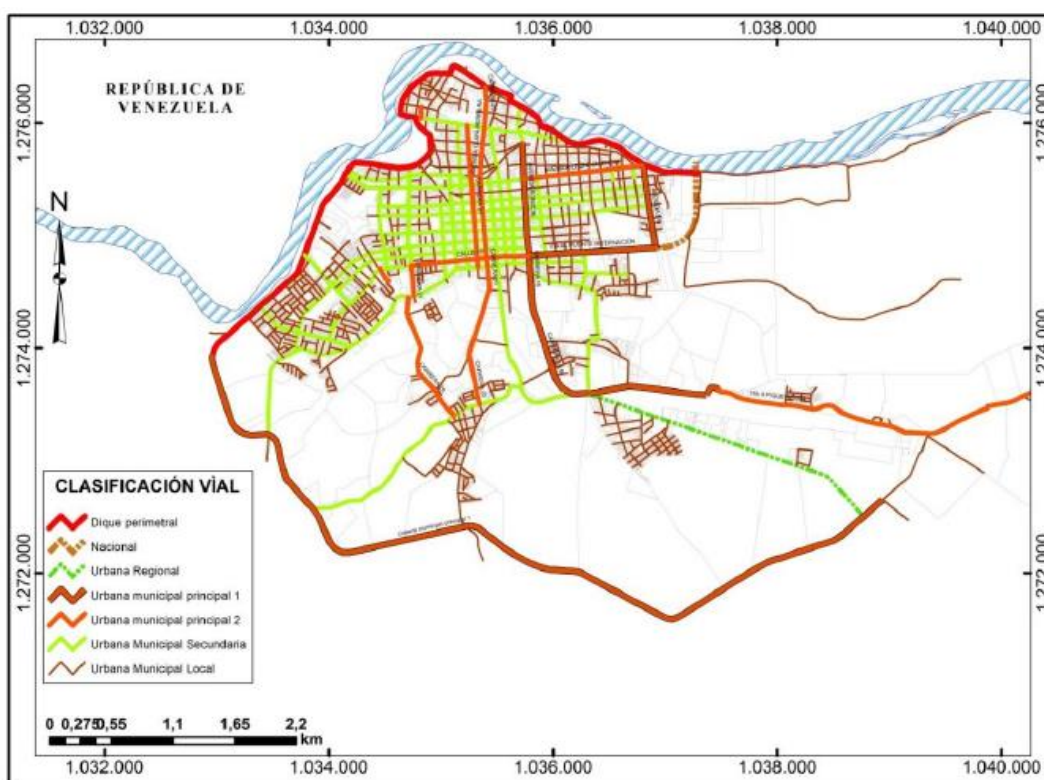 1.032.000 1.034.000 1.036.000 1.038.000 1.040.000
REPÚBLICA DE
VENEZUELA
1.276.000 1.276.000
N
1.274.000 1.274.000
CLASIFICACIÓN VÌAL
Dique perimetral
Nacional
Urbana Regional
1.272.000 1.272.000
Urbana municipal principal 1
Urbana municipal principal 2
Urbana Municipal Secundaria
Urbana Municipal Local
0 0,275 0,55 1,1 1,65 2,2
km
1.032.000 1.034.000 1.036.000 1.038.000 1.040.000